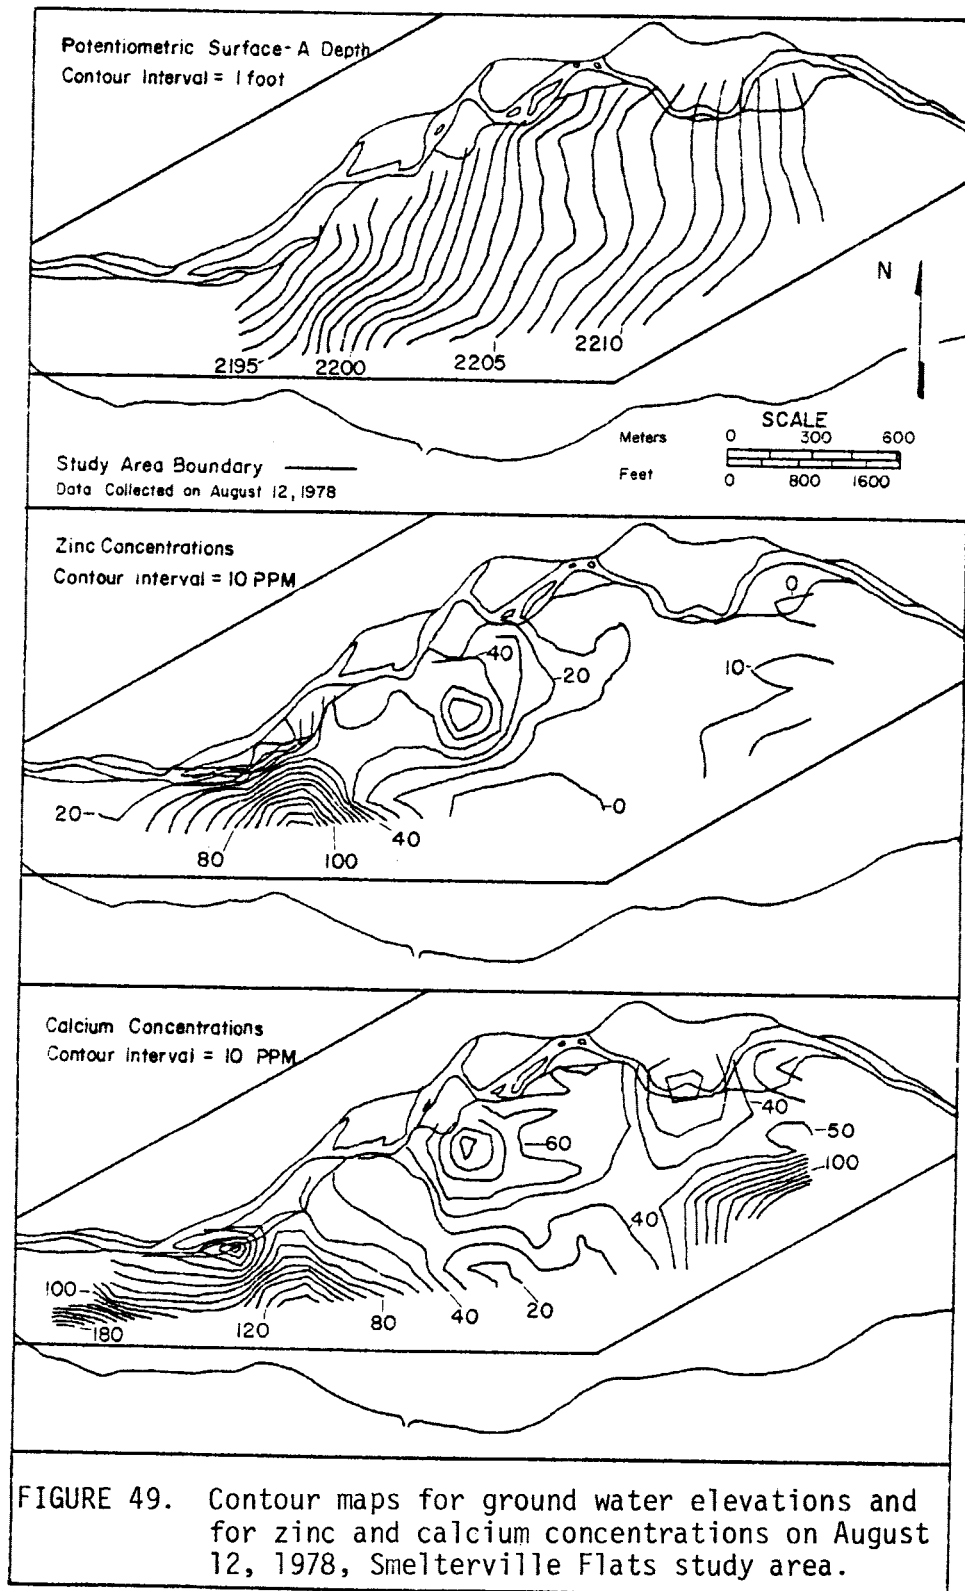 Potentiometric Surface-A Depth
Contour Interval = 1 foot
2195
2200
2205
2210
N
SCALE
Meters 0 300 600
Feet 0 800 1600
Study Area Boundary
Data Collected on August 12, 1978
Zinc Concentrations
Contour interval = 10 PPM
0
40
20
10
20
0
80
100
40
Calcium Concentrations
Contour interval = 10 PPM
40
50
60
100
40
100
180
120
80
40
20
FIGURE 49. Contour maps for ground water elevations and
for zinc and calcium concentrations on August
12, 1978, Smelterville Flats study area.